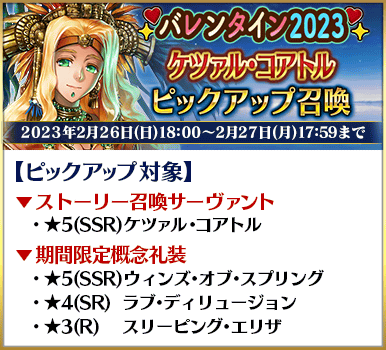 バレンタイン2023
ケツァル・コアトル
ピックアップ召喚
2023年2月26日(日)18:00～2月27日(月)17:59まで
【ピックアップ対象】
▼ストーリー召喚サーヴァント
・★5(SSR)ケツァル・コアトル
▼期間限定概念礼装
・★5(SSR)ウィンズ・オブ・スプリング
・★4(SR) ラブ・ディリュージョン
・★3(R) スリーピング・エリザ